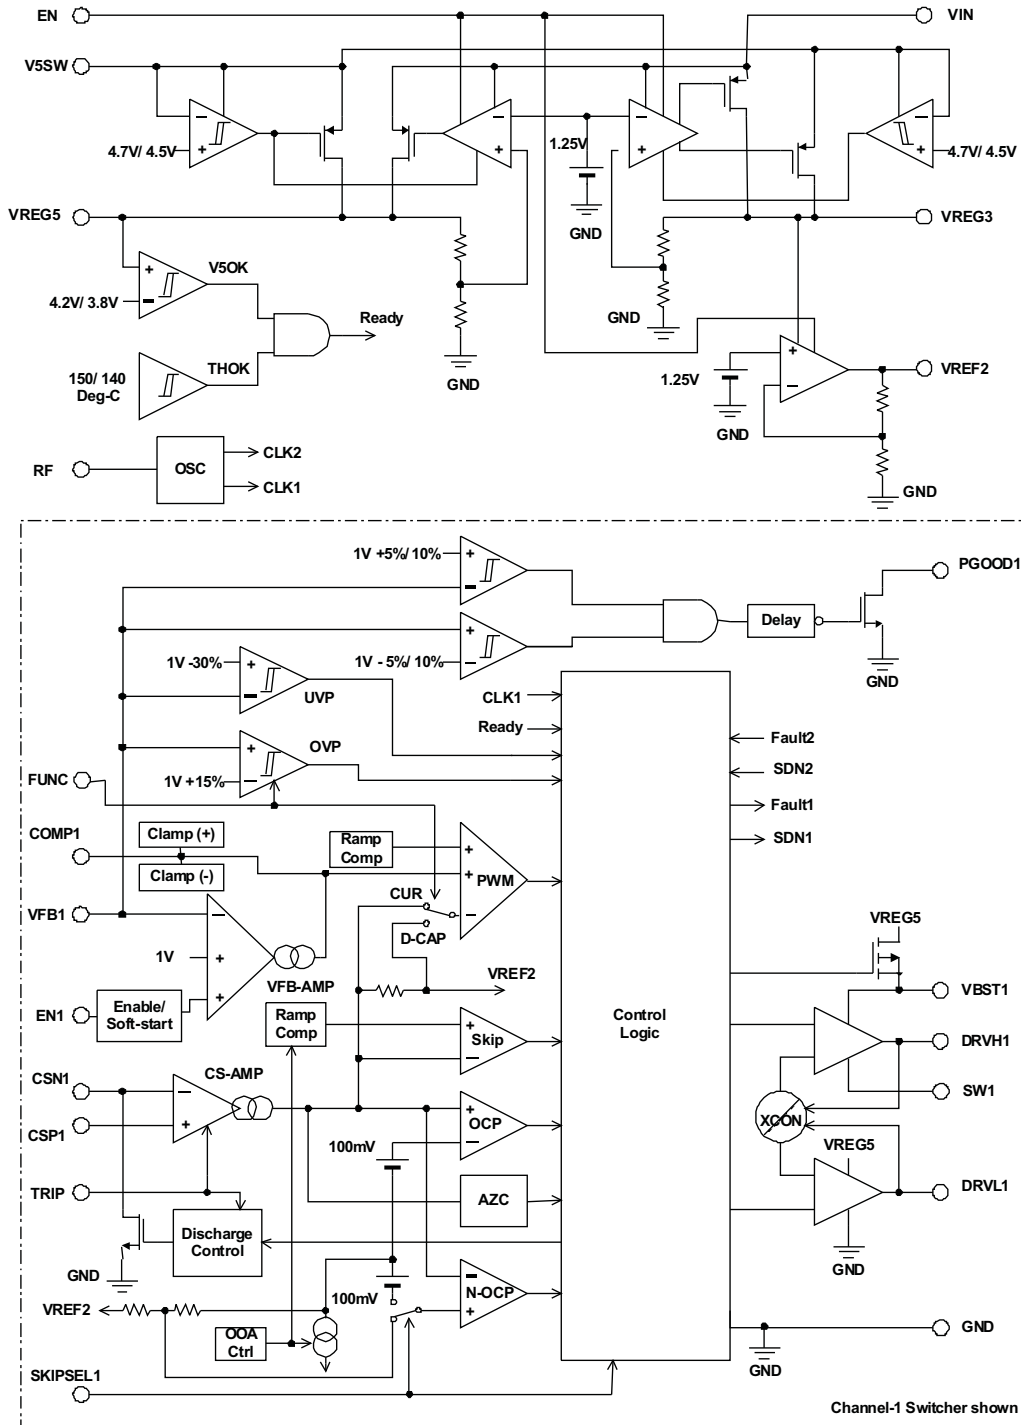 EN
VIN
V5SW
−
+
4.7V/ 4.5V
−
+
1.25V
−
+
GND
−
+
4.7V/ 4.5V
VREG5
VREG3
+
−
V5OK
4.2V/ 3.8V
Ready
THOK
150/ 140
Deg-C
GND
GND
+
−
1.25V
VREF2
GND
GND
RF
OSC
CLK2
CLK1
1V +5%/ 10%
+
−
PGOOD1
Delay
+
−
1V - 5%/ 10%
GND
1V -30%
+
−
UVP
CLK1
Ready
Fault2
OVP
+
−
1V +15%
SDN2
FUNC
Fault1
COMP1
Clamp (+)
Clamp (-)
Ramp
Comp
+
+
−
PWM
SDN1
CUR
D-CAP
VFB1
−
+
+
1V
VFB-AMP
VREF2
VREG5
VBST1
EN1
Enable/
Soft-start
Ramp
Comp
+
−
Skip
Control
Logic
DRVH1
CSN1
CS-AMP
−
+
SW1
CSP1
+
−
OCP
100mV
XCON
VREG5
TRIP
AZC
DRVL1
Discharge
Control
GND
GND
100mV
−
+
N-OCP
VREF2
OOA
Ctrl
GND
GND
SKIPSEL1
Channel-1 Switcher shown